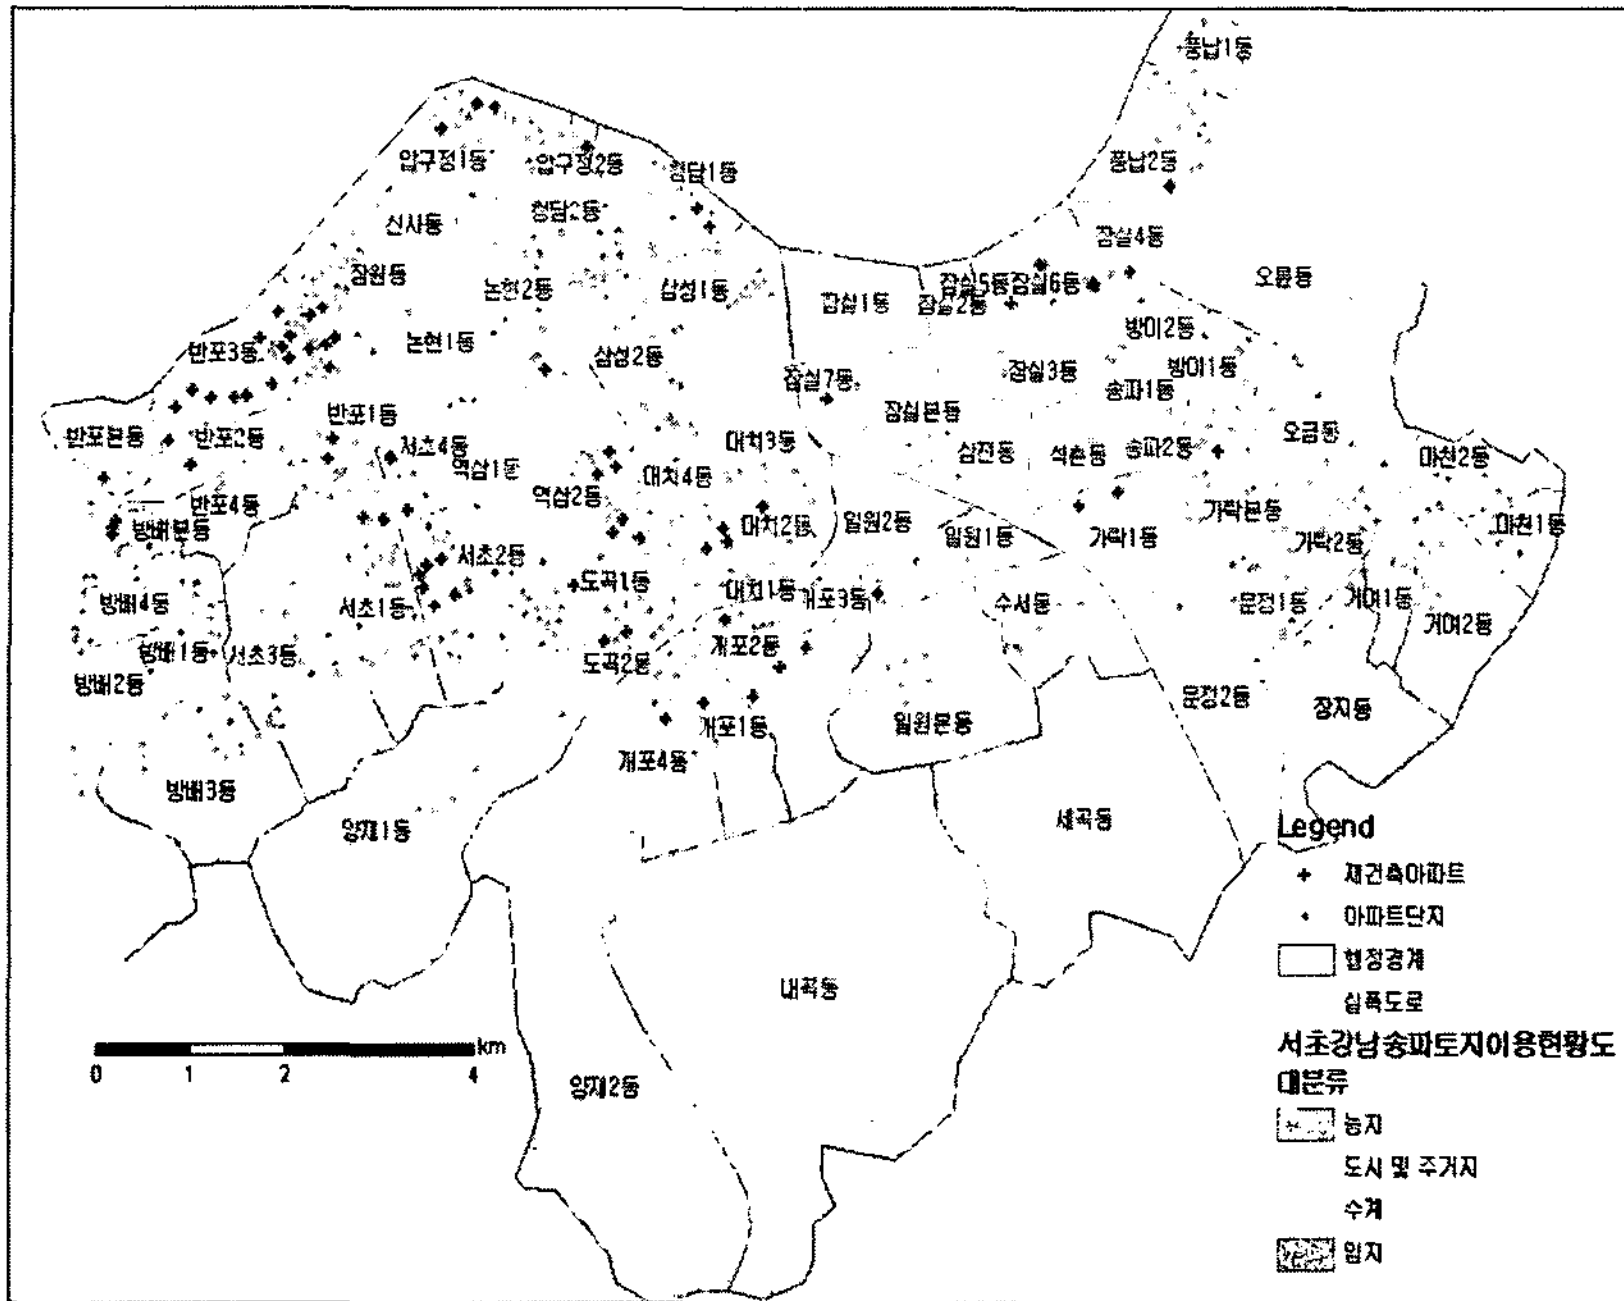 풍납1동
압구정1동
압구정2동
청담1동
풍납2동
신사동
청담2동
잠실4동
잠원동
논현2동
삼성1동
잠실1동
잠실2동
잠실5동
잠실6동
오륜동
반포3동
논현1동
삼성2동
잠실7동
잠실3동
방이2동
방이1동
송파1동
반포본동
반포2동
반포1동
서초4동
역삼1동
대치3동
잠실본동
삼전동
석촌동
송파2동
오금동
마천2동
반포4동
방배본동
역삼2동
대치4동
대치2동
일원2동
일원1동
가락1동
가락본동
가락2동
마천1동
서초2동
방배4동
서초1동
도곡1동
대치1동
개포3동
수서동
문정1동
거여1동
거여2동
방배1동
서초3동
방배2동
도곡2동
개포2동
개포1동
일원본동
문정2동
장지동
방배3동
양재1동
개포4동
세곡동
내곡동
양재2동
km
0 1 2 4
Legend
재건축아파트
아파트단지
행정경계
실폭도로
서초강남송파토지이용현황도
대분류
농지
도시 및 주거지
수계
임지